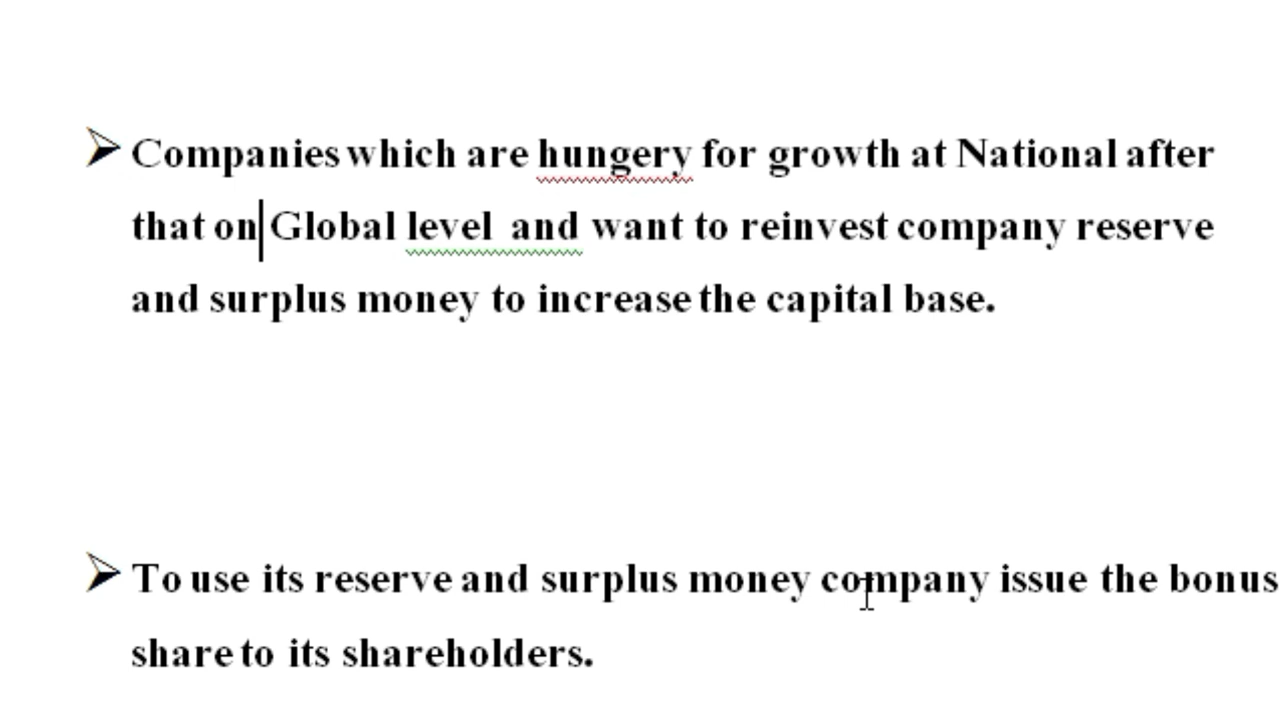 Companies which are hungery for growth at National after
that on Global level and want to reinvest company reserve
and surplus money to increase the capital base.
To use its reserve and surplus money company issue the bonus
share to its shareholders.